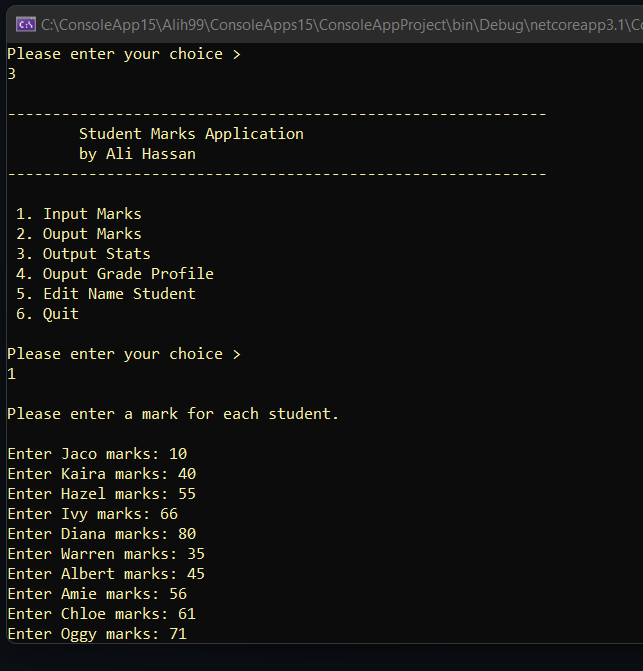 C:\ConsoleApp15\Alih99\ConsoleApps15\ConsoleAppProject\bin\Debug\netcoreapp3.1\Co
Please enter your choice >
3
------------------------------------------------------------
Student Marks Application
by Ali Hassan
------------------------------------------------------------
1. Input Marks
2. Ouput Marks
3. Output Stats
4. Ouput Grade Profile
5. Edit Name Student
6. Quit
Please enter your choice >
1
Please enter a mark for each student.
Enter Jaco marks: 10
Enter Kaira marks: 40
Enter Hazel marks: 55
Enter Ivy marks: 66
Enter Diana marks: 80
Enter Warren marks: 35
Enter Albert marks: 45
Enter Amie marks: 56
Enter Chloe marks: 61
Enter Oggy marks: 71